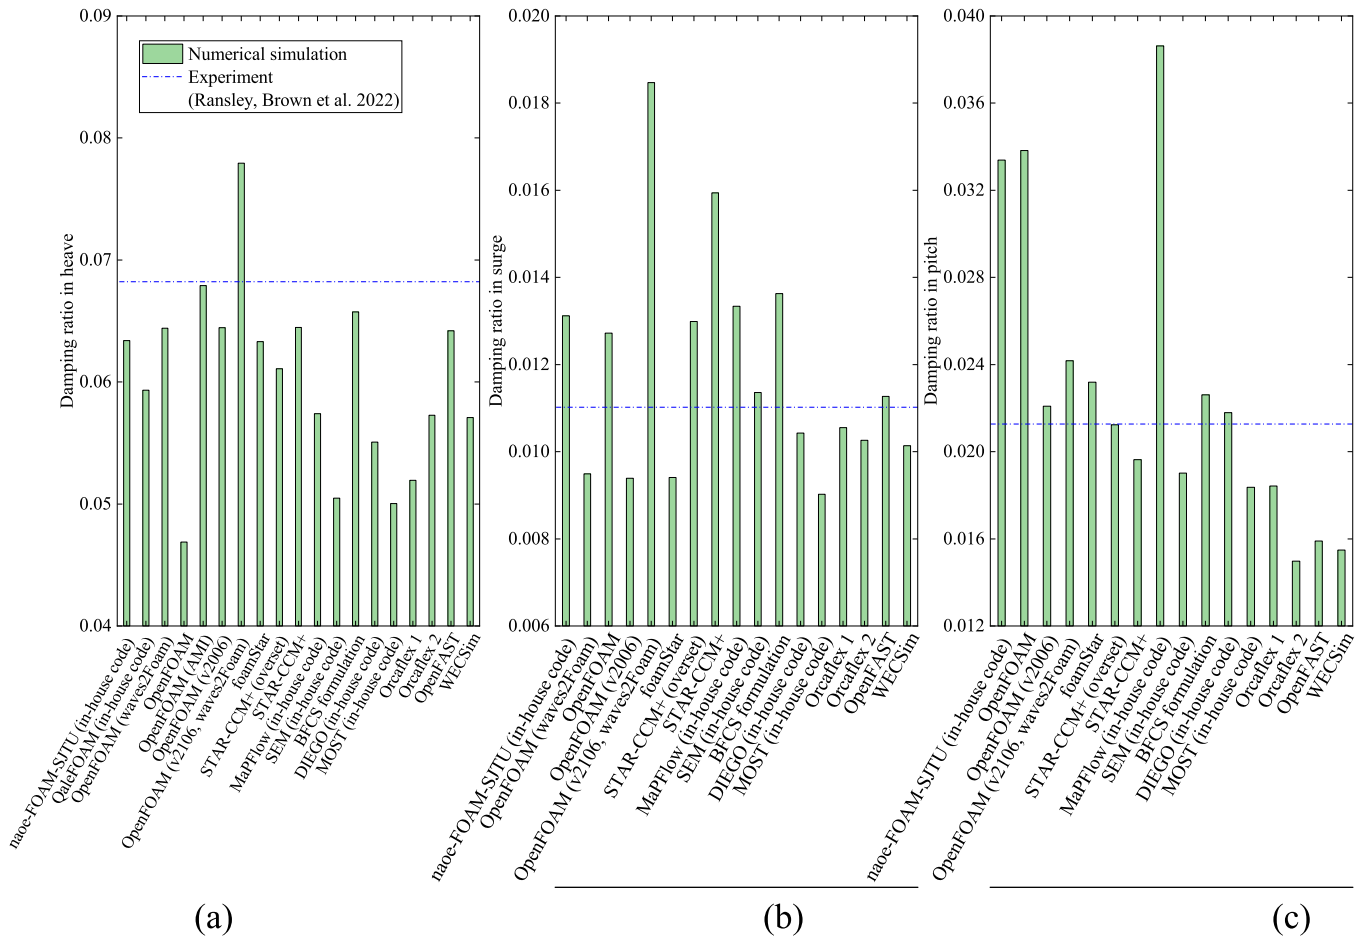 0.09
0.08
0.07
0.06
0.05
0.04
Damping ratio in heave
Numerical simulation
Experiment
(Ransley, Brown et al. 2022)
naoe-FOAM-SJTU (in-house code)
QaleFOAM (in-house code)
OpenFOAM (waves2Foam)
OpenFOAM
OpenFOAM (AMI)
OpenFOAM (v2006)
OpenFOAM (v2106, waves2Foam)
foamStar
STAR-CCM+ (overset)
STAR-CCM+
MaPFlow (in-house code)
SEM (in-house code)
BFCS formulation
DIEGO (in-house code)
MOST (in-house code)
Orcaflex 1
Orcaflex 2
OpenFAST
WECSim
(a)
0.020
0.018
0.016
0.014
0.012
0.010
0.008
0.006
Damping ratio in surge
naoe-FOAM-SJTU (in-house code)
OpenFOAM (waves2Foam)
OpenFOAM
OpenFOAM (v2006)
OpenFOAM (v2106, waves2Foam)
foamStar
STAR-CCM+ (overset)
STAR-CCM+
MaPFlow (in-house code)
SEM (in-house code)
BFCS formulation
DIEGO (in-house code)
MOST (in-house code)
Orcaflex 1
Orcaflex 2
OpenFAST
WECSim
(b)
0.040
0.036
0.032
0.028
0.024
0.020
0.016
0.012
Damping ratio in pitch
naoe-FOAM-SJTU (in-house code)
OpenFOAM
OpenFOAM (v2006)
OpenFOAM (v2106, waves2Foam)
foamStar
STAR-CCM+ (overset)
STAR-CCM+
MaPFlow (in-house code)
SEM (in-house code)
BFCS formulation
DIEGO (in-house code)
MOST (in-house code)
Orcaflex 1
Orcaflex 2
OpenFAST
WECSim
(c)